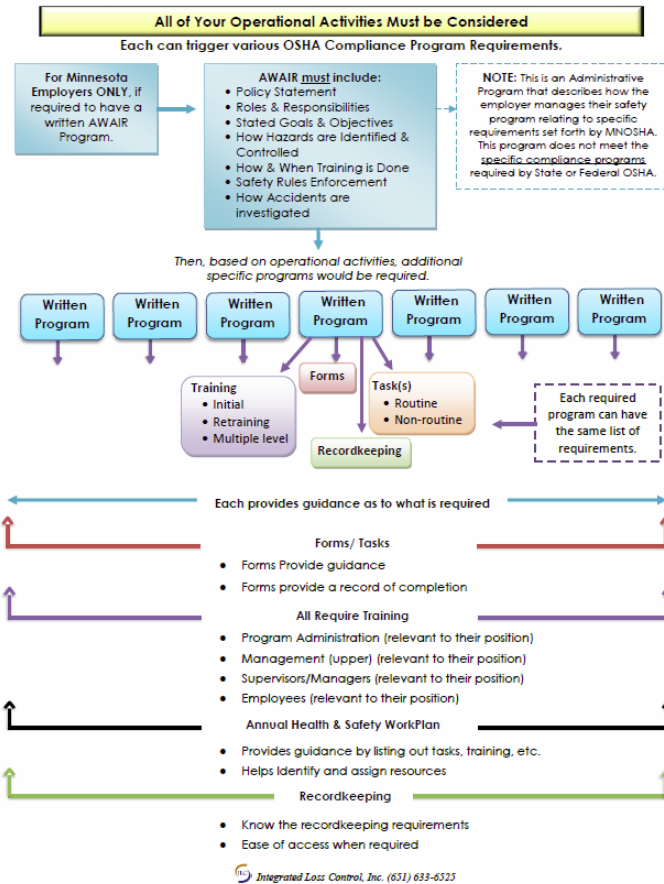 All of Your Operational Activities Must be Considered
Each can trigger various OSHA Compliance Program Requirements.
For Minnesota
Employers ONLY, if
required to have a
written AWAIR
Program.
AWAIR must include:
• Policy Statement
• Roles & Responsibilities
• Stated Goals & Objectives
• How Hazards are Identified &
Controlled
• How & When Training is Done
• Safety Rules Enforcement
• How Accidents are
investigated
NOTE: This is an Administrative
Program that describes how the
employer manages their safety
program relating to specific
requirements set forth by MNOSHA.
This program does not meet the
specific compliance programs
required by State or Federal OSHA.
Then, based on operational activities, additional
specific programs would be required.
Written
Program
Written
Program
Written
Program
Written
Program
Written
Program
Written
Program
Written
Program
Training
• Initial
• Retraining
• Multiple level
Forms
Recordkeeping
Task(s)
• Routine
• Non-routine
Each required
program can have
the same list of
requirements.
Each provides guidance as to what is required
Forms/ Tasks
• Forms Provide guidance
• Forms provide a record of completion
All Require Training
• Program Administration (relevant to their position)
• Management (upper) (relevant to their position)
• Supervisors/Managers (relevant to their position)
• Employees (relevant to their position)
Annual Health & Safety WorkPlan
• Provides guidance by listing out tasks, training, etc.
• Helps Identify and assign resources
Recordkeeping
• Know the recordkeeping requirements
• Ease of access when required
Integrated Loss Control, Inc. (651) 633-6525